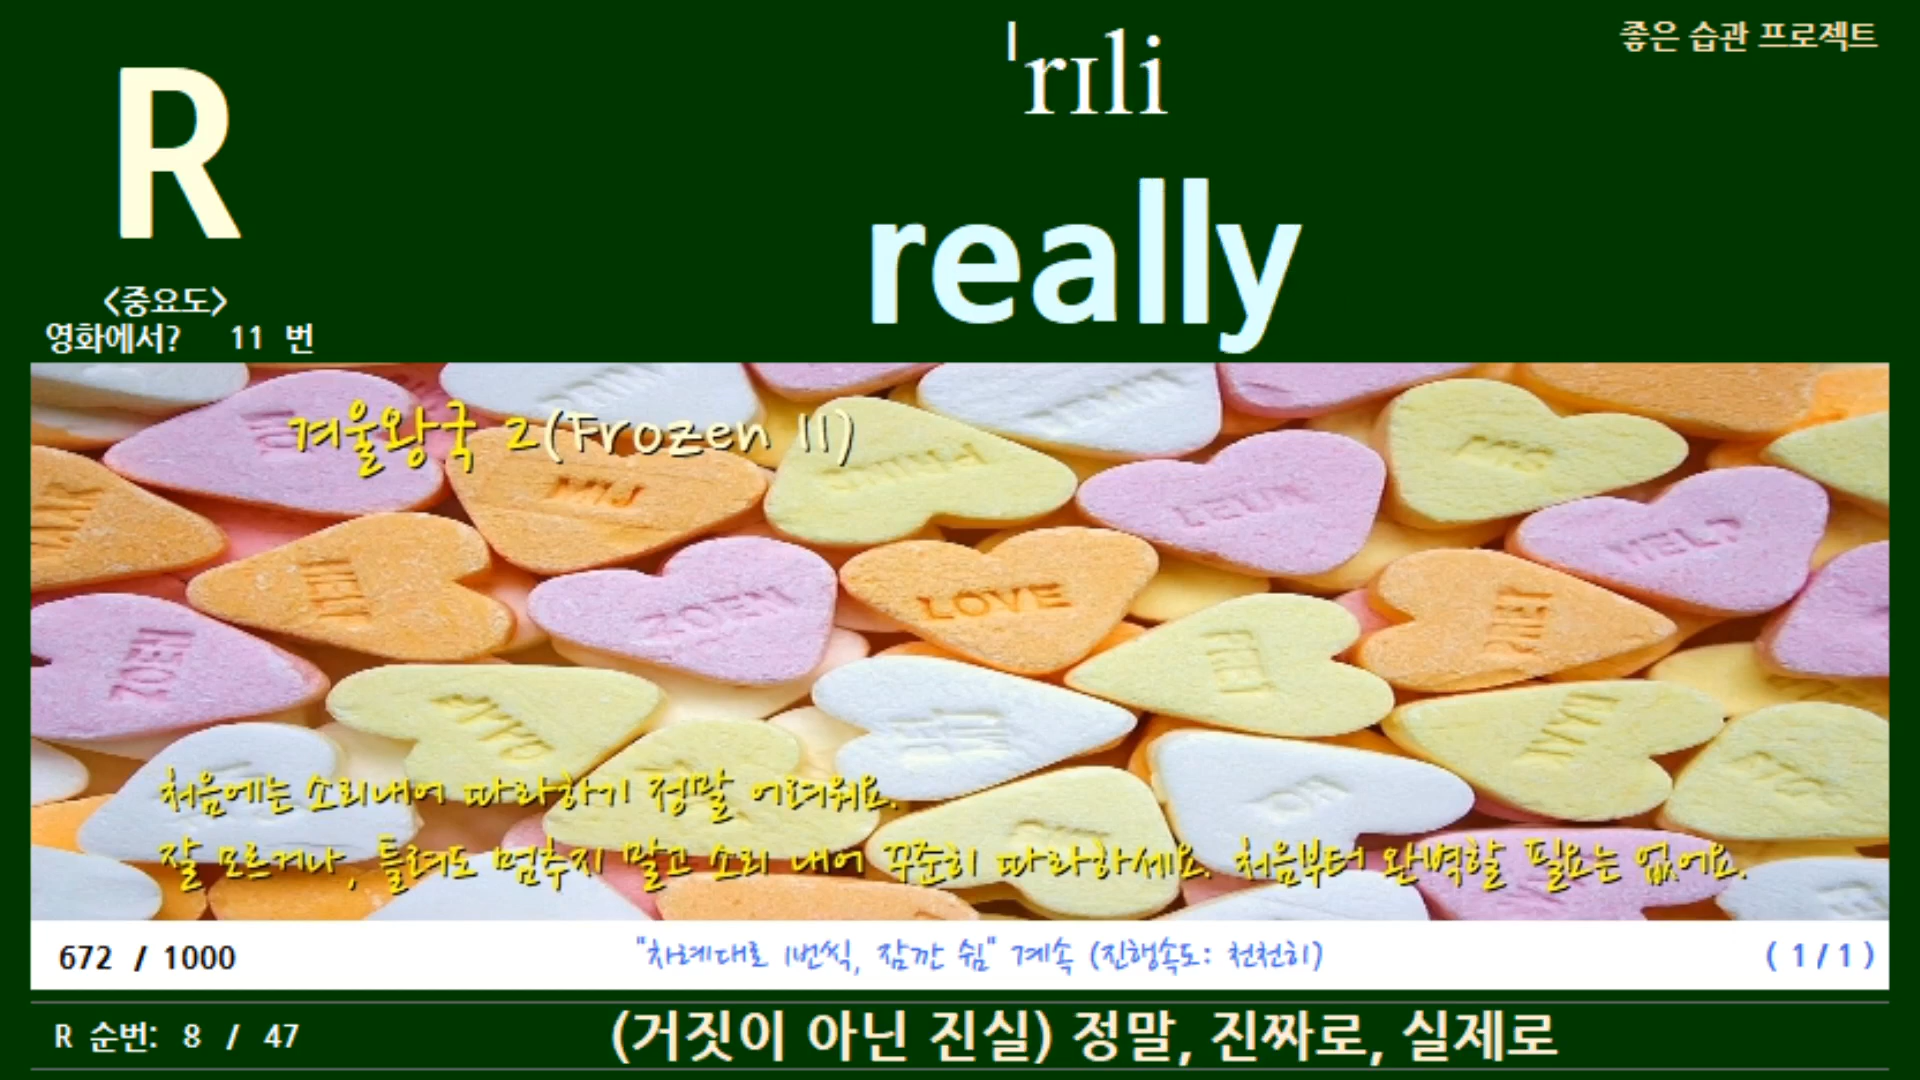 좋은 습관 프로젝트
R
ˈrɪli
really
<중요도>
영화에서? 11 번
겨울왕국 2(Frozen II)
LOVE
ZOEN
처음에는 소리내어 따라하기 정말 어려워요.
잘 모르거나, 틀려도 멈추지 말고 소리 내어 꾸준히 따라하세요. 처음부터 완벽할 필요는 없어요.
672 / 1000
"차례대로 1번씩, 잠깐 쉼" 계속 (진행속도: 천천히)
( 1 / 1 )
R 순번: 8 / 47
(거짓이 아닌 진실) 정말, 진짜로, 실제로